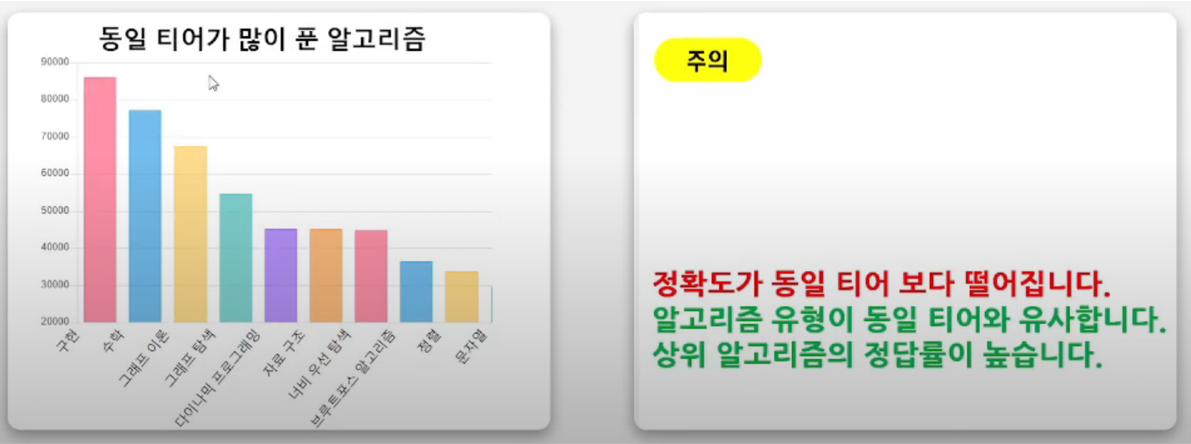 동일 티어가 많이 푼 알고리즘
90000
80000
70000
60000
50000
40000
30000
20000
구현
수학
그래프 이론
그래프 탐색
다이나믹 프로그래밍
자료 구조
너비 우선 탐색
브루트포스 알고리즘
정렬
문자열
주의
정확도가 동일 티어 보다 떨어집니다.
알고리즘 유형이 동일 티어와 유사합니다.
상위 알고리즘의 정답률이 높습니다.